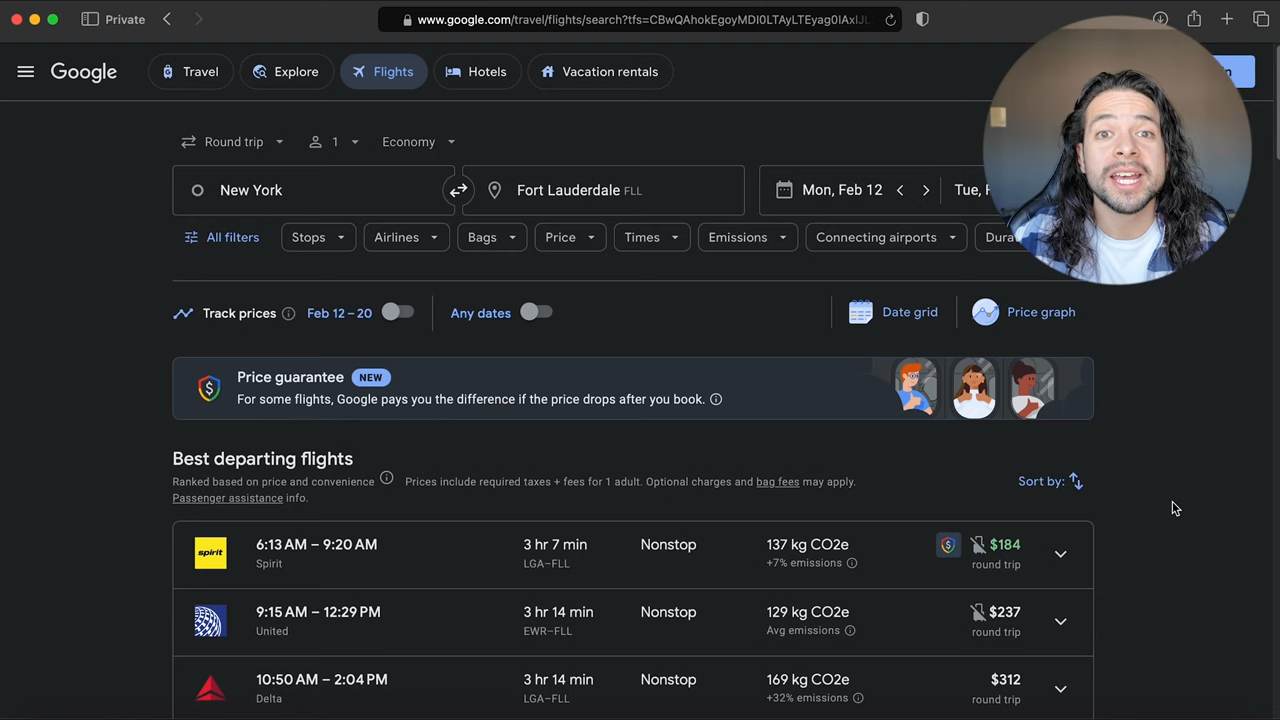 Private
www.google.com/travel/flights/search?tfs=CBwQAhokEgoyMDI0LTAyLTEyag0IAxIJL
Google
Travel
Explore
Flights
Hotels
Vacation rentals
Round trip
1
Economy
New York
Fort Lauderdale FLL
Mon, Feb 12
Tue,
All filters
Stops
Airlines
Bags
Price
Times
Emissions
Connecting airports
Track prices
Feb 12 – 20
Any dates
Date grid
Price graph
Price guarantee NEW
For some flights, Google pays you the difference if the price drops after you book.
Best departing flights
Ranked based on price and convenience
Prices include required taxes + fees for 1 adult. Optional charges and bag fees may apply.
Passenger assistance info.
Sort by:
spirit
6:13 AM – 9:20 AM
3 hr 7 min
Nonstop
137 kg CO2e
$184
Spirit
LGA–FLL
+7% emissions
round trip
9:15 AM – 12:29 PM
3 hr 14 min
Nonstop
129 kg CO2e
$237
United
EWR–FLL
Avg emissions
round trip
10:50 AM – 2:04 PM
3 hr 14 min
Nonstop
169 kg CO2e
$312
Delta
LGA–FLL
+32% emissions
round trip